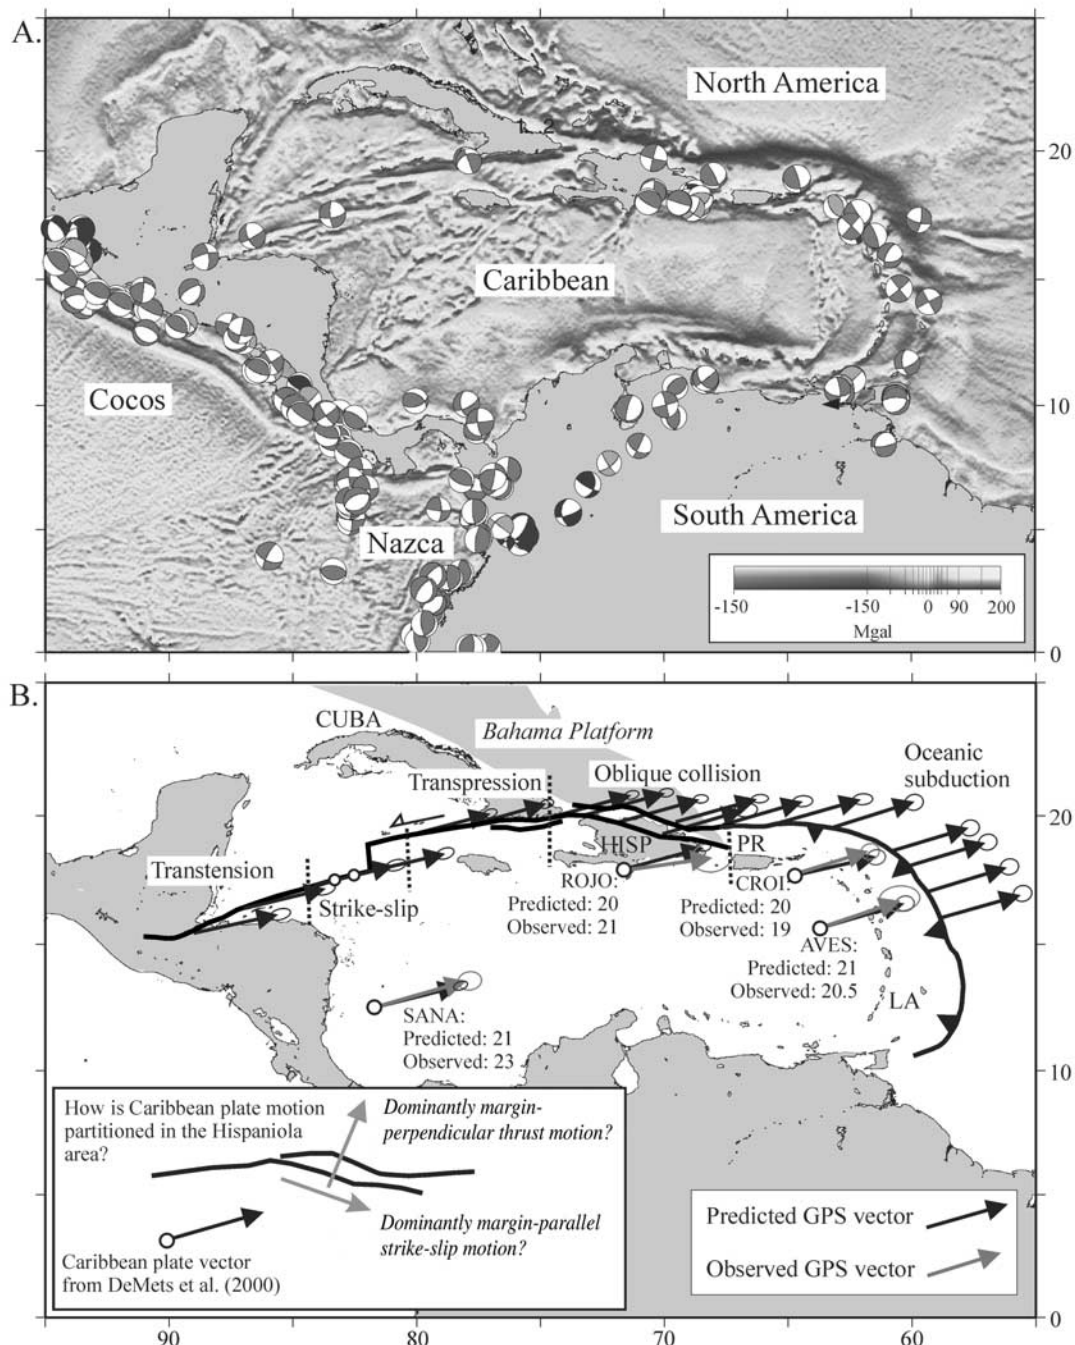 A.
North America
1 2
20
Caribbean
Cocos
10
South America
Nazca
-150 -150 0 90 200
Mgal
0
B.
CUBA
Bahama Platform
Transpression
Oblique collision
Oceanic
subduction
20
HISP
PR
Transtension
Strike-slip
ROJO:
Predicted: 20
Observed: 21
CROI:
Predicted: 20
Observed: 19
AVES:
Predicted: 21
Observed: 20.5
LA
SANA:
Predicted: 21
Observed: 23
10
How is Caribbean plate motion
partitioned in the Hispaniola
area?
Dominantly margin-
perpendicular thrust motion?
Dominantly margin-parallel
strike-slip motion?
Caribbean plate vector
from DeMets et al. (2000)
Predicted GPS vector
Observed GPS vector
0
90 80 70 60